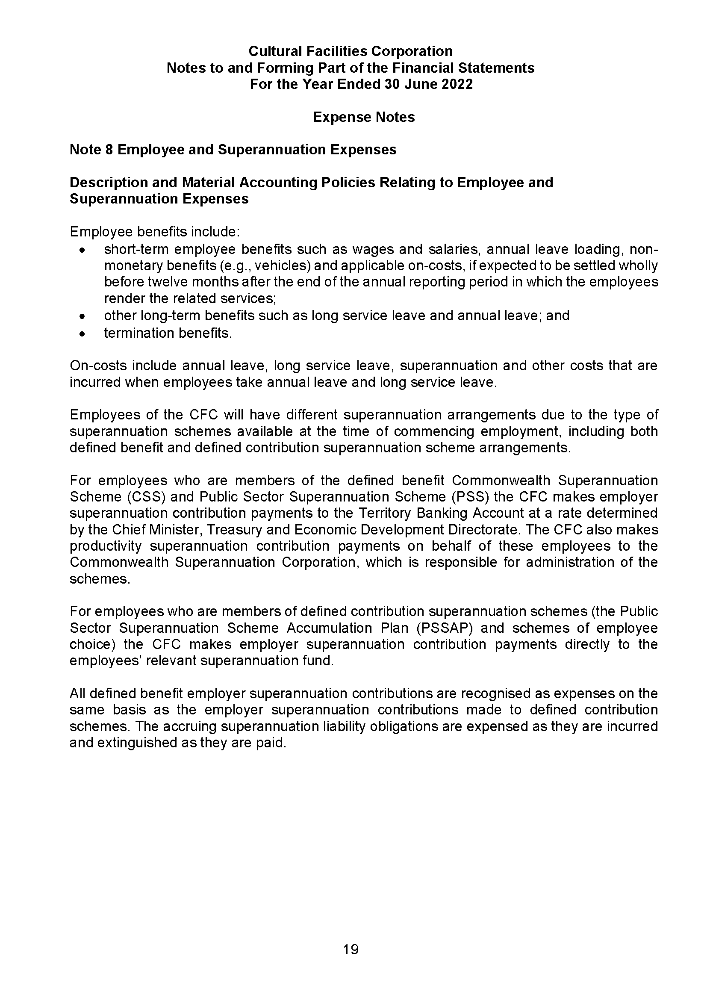 Cultural Facilities Corporation
Notes to and Forming Part of the Financial Statements
For the Year Ended 30 June 2022
Expense Notes
Note 8 Employee and Superannuation Expenses
Description and Material Accounting Policies Relating to Employee and
Superannuation Expenses
Employee benefits include:
• short-term employee benefits such as wages and salaries, annual leave loading, non-
monetary benefits (e.g., vehicles) and applicable on-costs, if expected to be settled wholly
before twelve months after the end of the annual reporting period in which the employees
render the related services;
• other long-term benefits such as long service leave and annual leave; and
• termination benefits.
On-costs include annual leave, long service leave, superannuation and other costs that are
incurred when employees take annual leave and long service leave.
Employees of the CFC will have different superannuation arrangements due to the type of
superannuation schemes available at the time of commencing employment, including both
defined benefit and defined contribution superannuation scheme arrangements.
For employees who are members of the defined benefit Commonwealth Superannuation
Scheme (CSS) and Public Sector Superannuation Scheme (PSS) the CFC makes employer
superannuation contribution payments to the Territory Banking Account at a rate determined
by the Chief Minister, Treasury and Economic Development Directorate. The CFC also makes
productivity superannuation contribution payments on behalf of these employees to the
Commonwealth Superannuation Corporation, which is responsible for administration of the
schemes.
For employees who are members of defined contribution superannuation schemes (the Public
Sector Superannuation Scheme Accumulation Plan (PSSAP) and schemes of employee
choice) the CFC makes employer superannuation contribution payments directly to the
employees’ relevant superannuation fund.
All defined benefit employer superannuation contributions are recognised as expenses on the
same basis as the employer superannuation contributions made to defined contribution
schemes. The accruing superannuation liability obligations are expensed as they are incurred
and extinguished as they are paid.
19